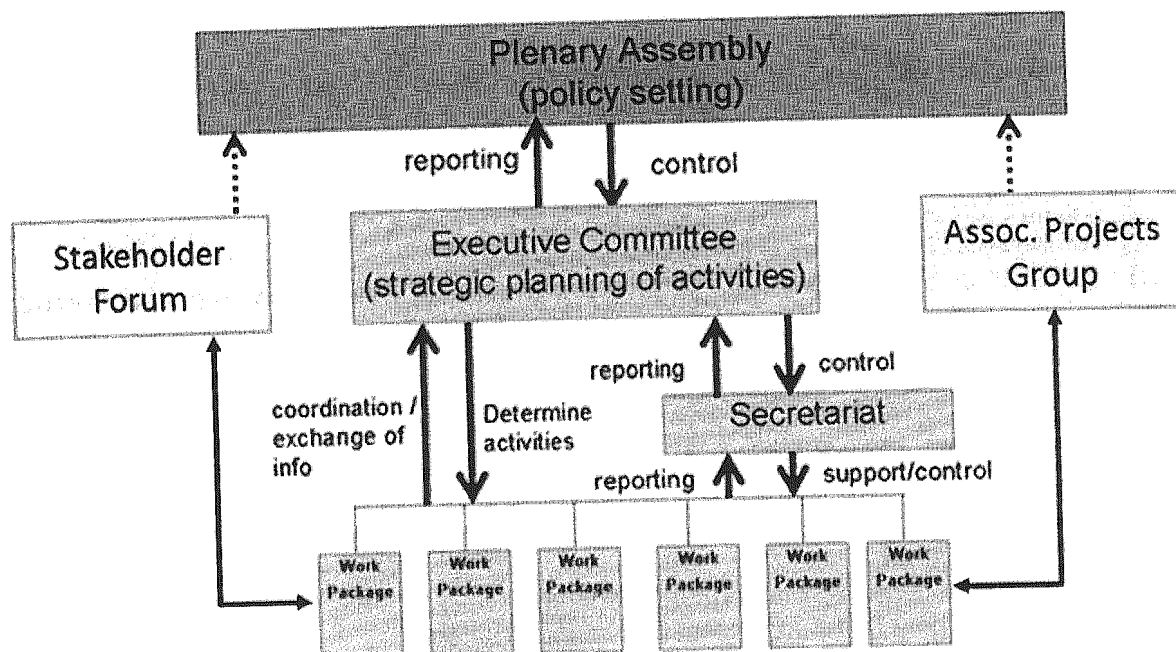 Plenary Assembly
(policy setting)
reporting
control
Stakeholder
Forum
Executive Committee
(strategic planning of activities)
Assoc. Projects
Group
coordination /
exchange of
info
Determine
activities
reporting
control
Secretariat
reporting
support/control
Work
Package
Work
Package
Work
Package
Work
Package
Work
Package
Work
Package